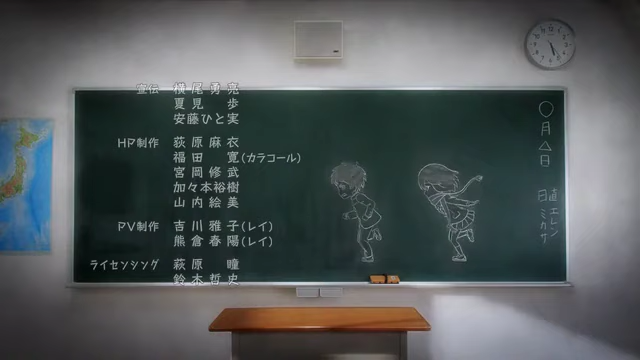 宣伝 横尾勇亮
夏見 歩
安藤ひと実
HP制作 荻原麻衣
福田 寛(カラコール)
宮岡修武
加々本裕樹
山内絵美
PV制作 吉川雅子(レイ)
熊倉春陽(レイ)
ライセンシング 萩原 瞳
鈴木哲史
〇月△日
日直 エレン
ミカサ